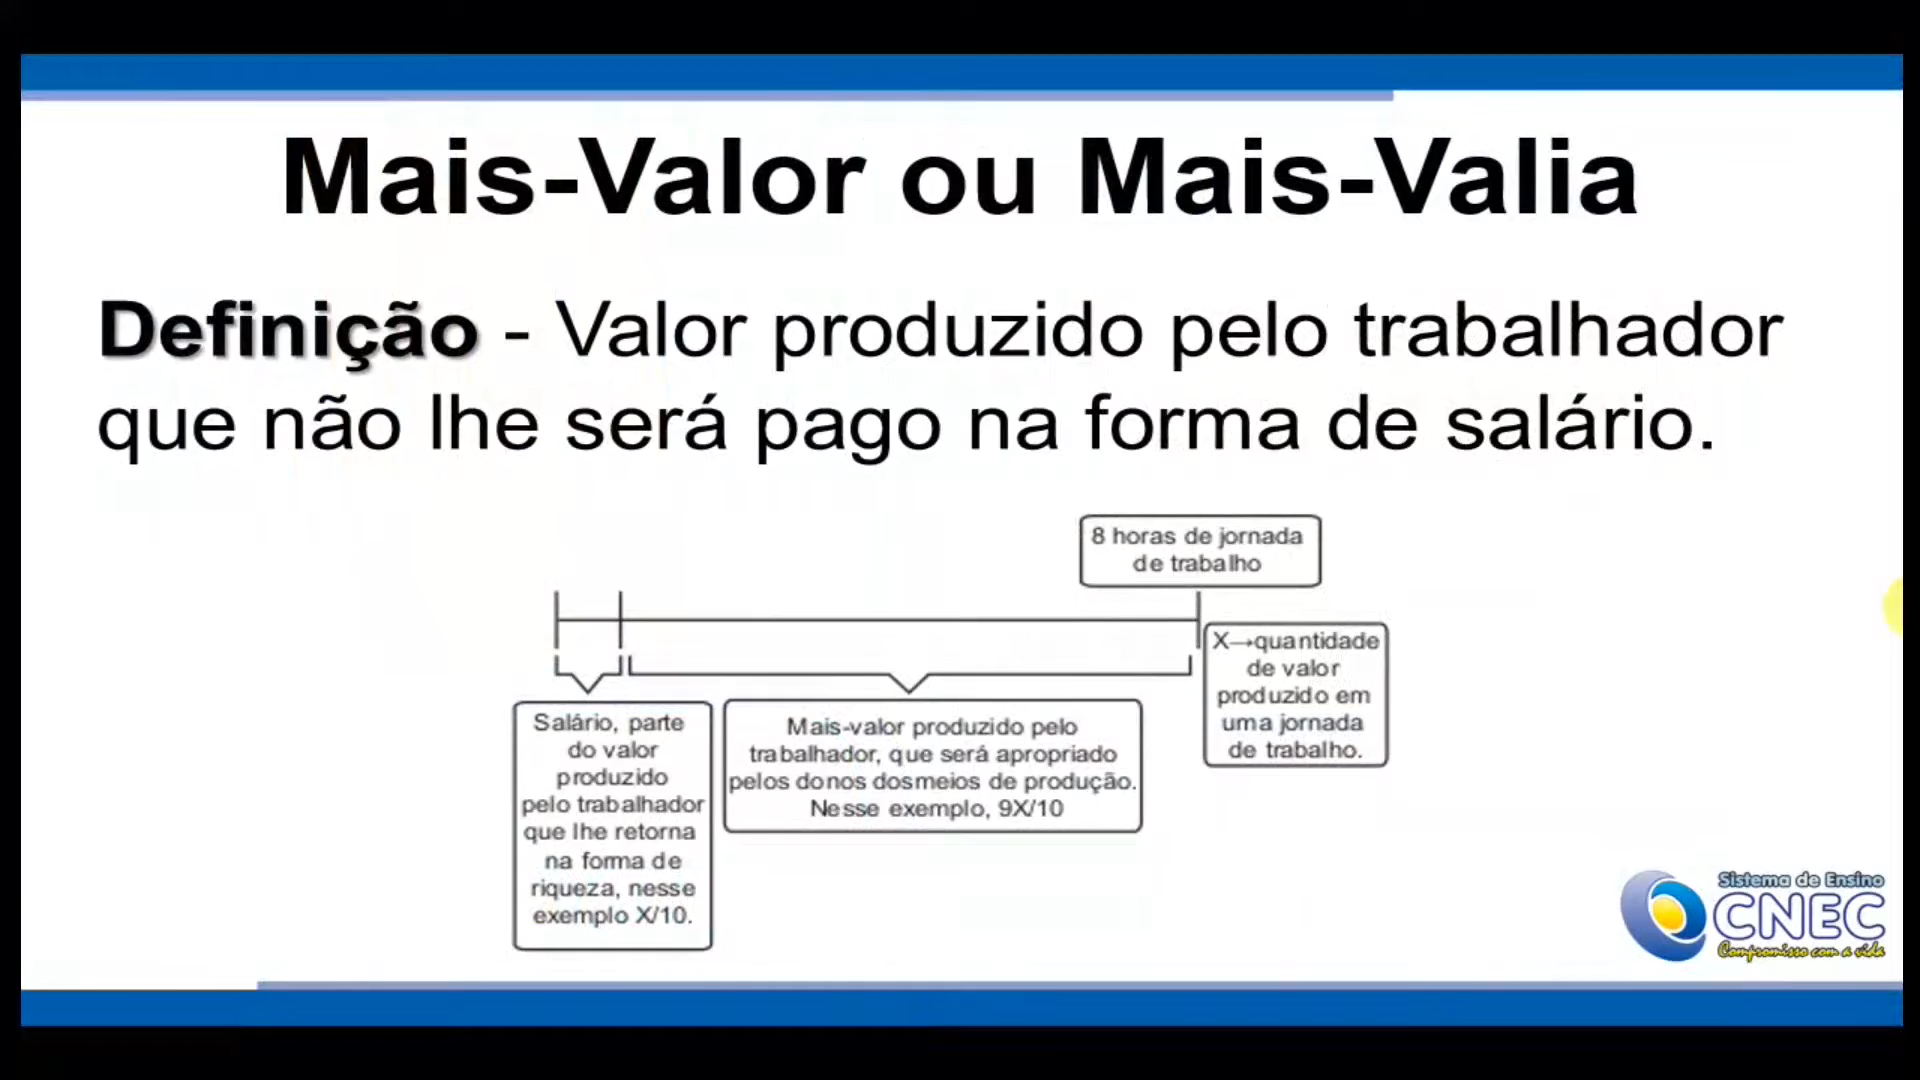 Mais-Valor ou Mais-Valia
Definição - Valor produzido pelo trabalhador
que não lhe será pago na forma de salário.
8 horas de jornada
de trabalho
X→quantidade
de valor
produzido em
uma jornada
de trabalho.
Salário, parte
do valor
produzido
pelo trabalhador
que lhe retorna
na forma de
riqueza, nesse
exemplo X/10.
Mais-valor produzido pelo
trabalhador, que será apropriado
pelos donos dosmeios de produção.
Nesse exemplo, 9X/10
Sistema de Ensino
CNEC
Compromisso com a vida